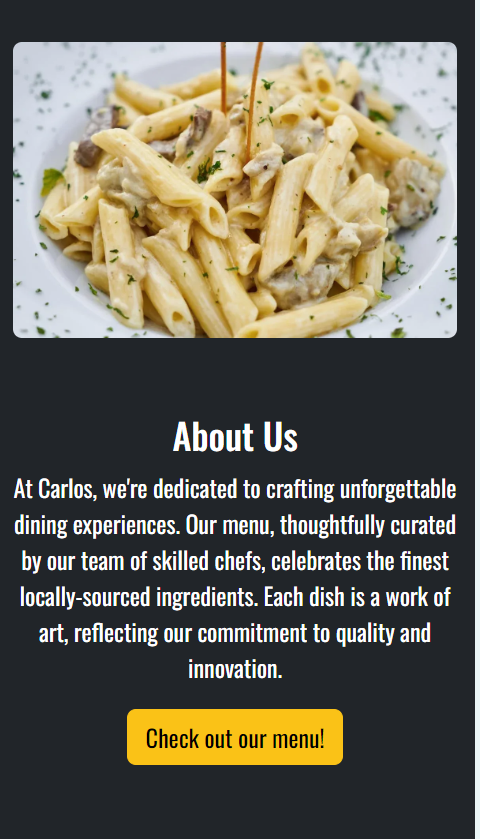 About Us
At Carlos, we're dedicated to crafting unforgettable
dining experiences. Our menu, thoughtfully curated
by our team of skilled chefs, celebrates the finest
locally-sourced ingredients. Each dish is a work of
art, reflecting our commitment to quality and
innovation.
Check out our menu!